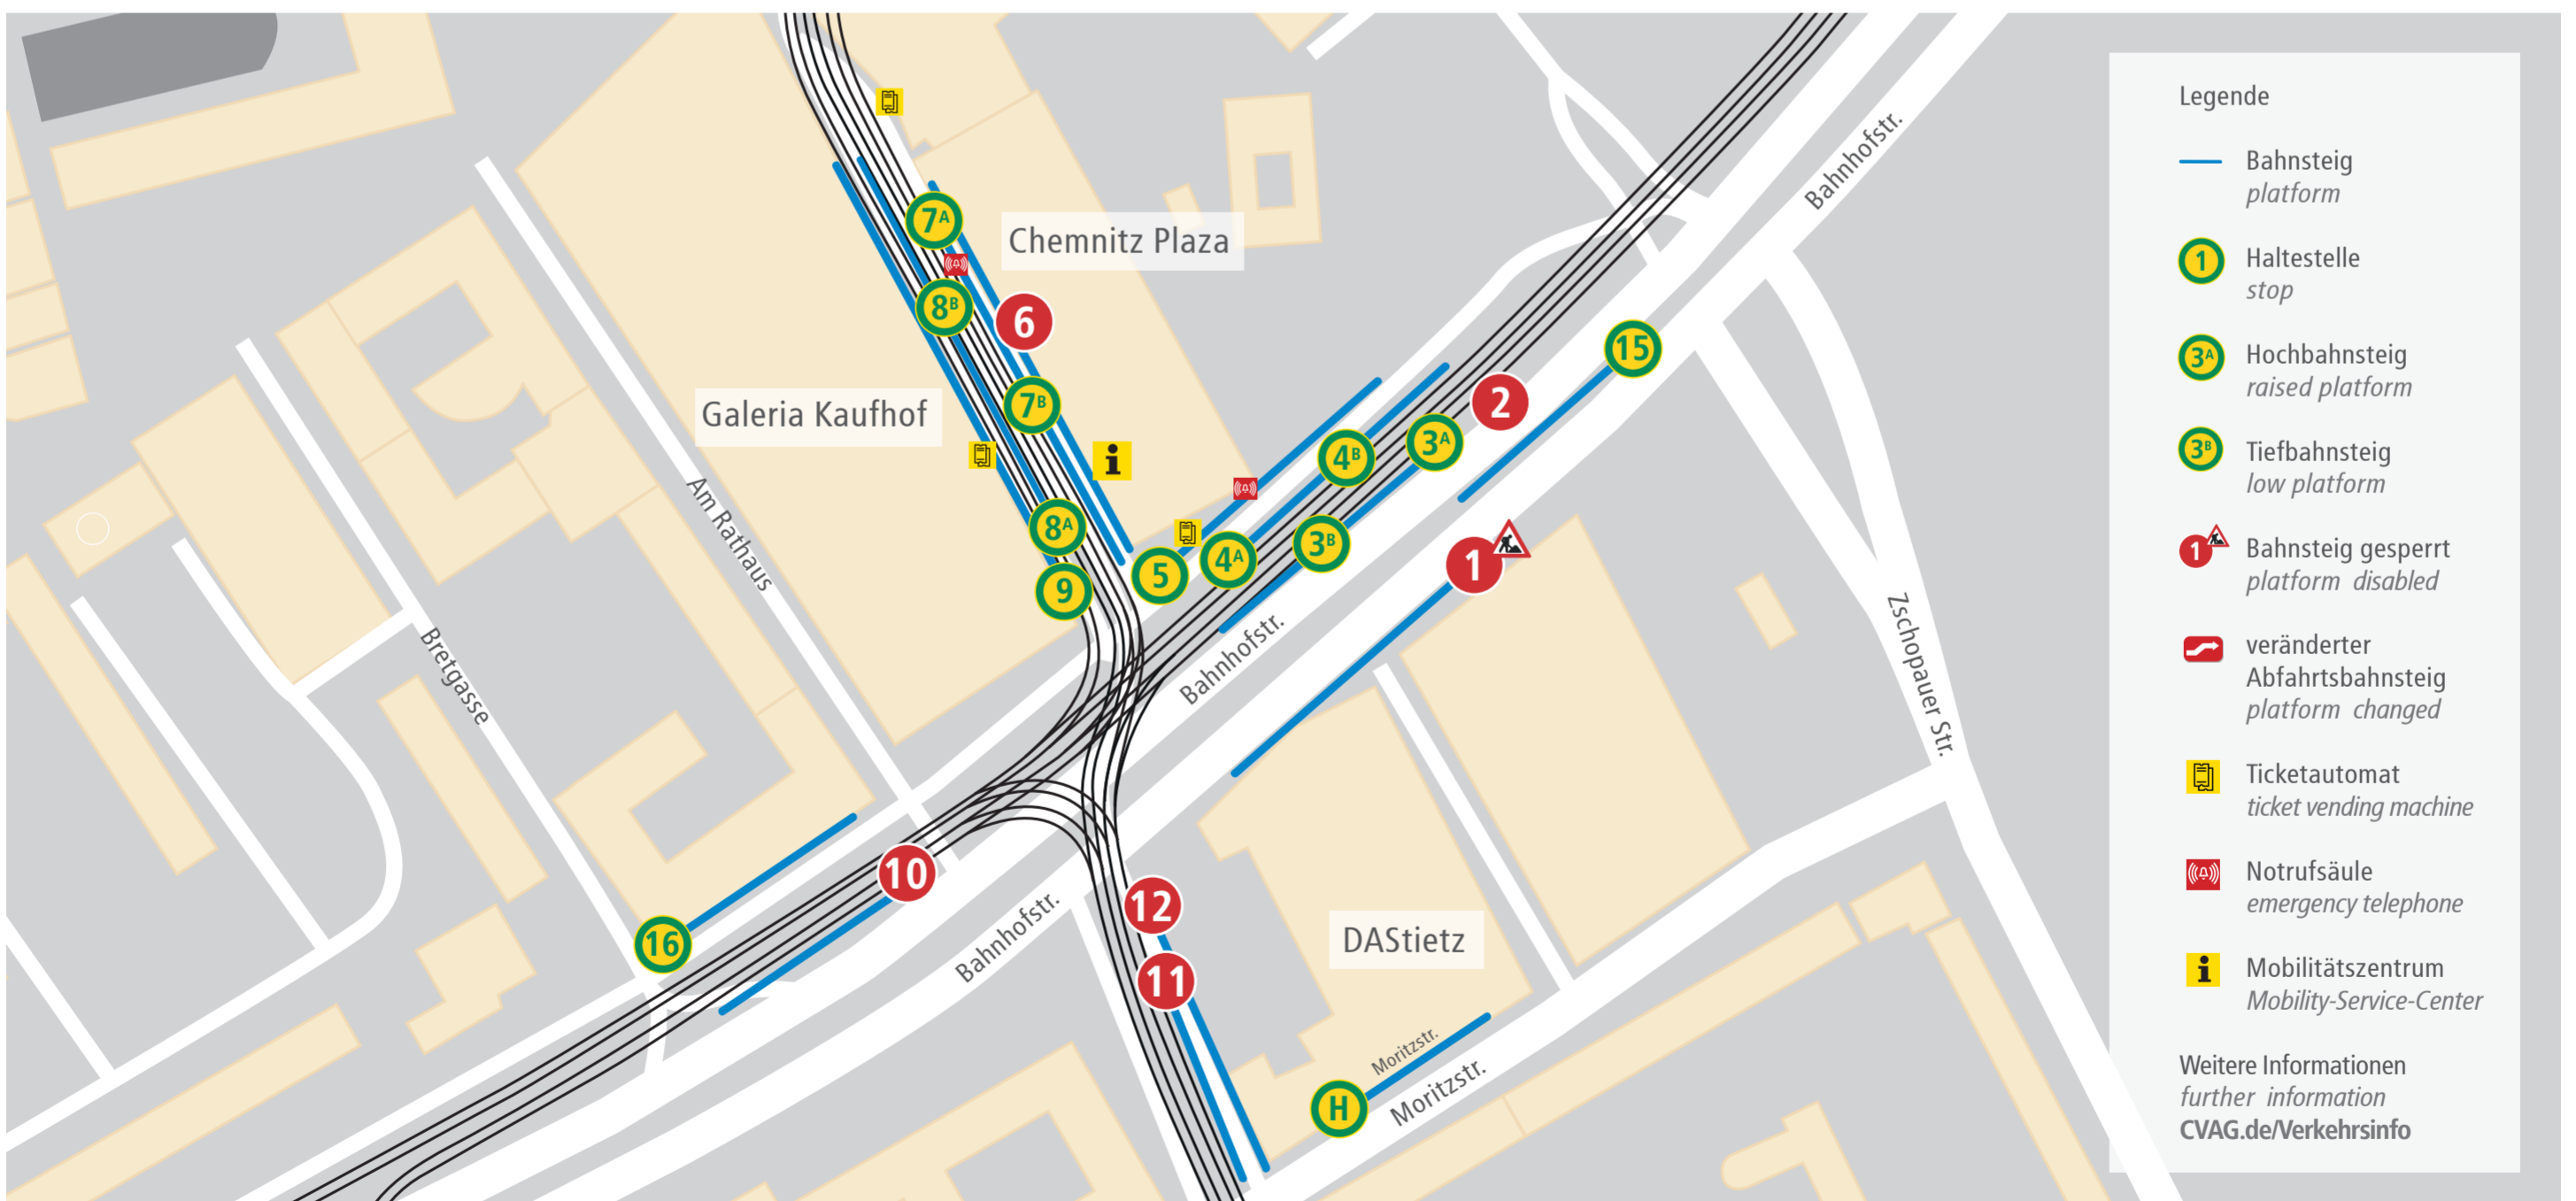 Bahnhofstr.
7A
Chemnitz Plaza
8B
6
15
7B
2
Galeria Kaufhof
3A
4B
8A
3B
4A
5
1
9
Am Rathaus
Bretgasse
Bahnhofstr.
Zschopauer Str.
10
12
16
Bahnhofstr.
11
DAStietz
Moritzstr.
Moritzstr.
H
Legende
Bahnsteig
platform
1
Haltestelle
stop
3A
Hochbahnsteig
raised platform
3B
Tiefbahnsteig
low platform
1
Bahnsteig gesperrt
platform disabled
veränderter
Abfahrtsbahnsteig
platform changed
Ticketautomat
ticket vending machine
Notrufsäule
emergency telephone
i
Mobilitätszentrum
Mobility-Service-Center
Weitere Informationen
further information
CVAG.de/Verkehrsinfo